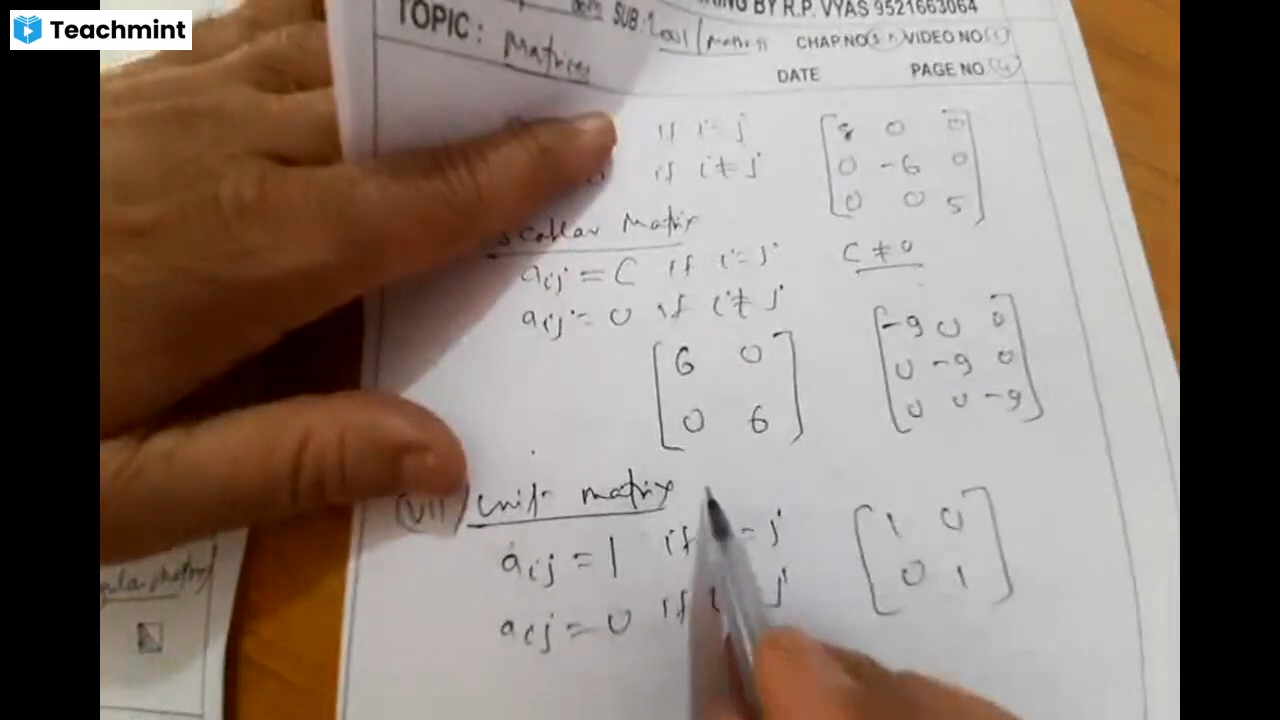 Teachmint
BY R.P. VYAS 9521663064
TOPIC: Matrices
SUB:
CHAP NO VIDEO NO
DATE PAGE NO (4)
if i = j
if i ≠ j
[8 0 0
0 -6 0
0 0 5]
Scaller Matrix
aij = C if i = j C ≠ 0
aij = 0 if i ≠ j
[6 0
0 6]
[-9 0 0
0 -9 0
0 0 -9]
(VII) Unit matrix
aij = 1 if = j
aij = 0 if j
[1 0
0 1]